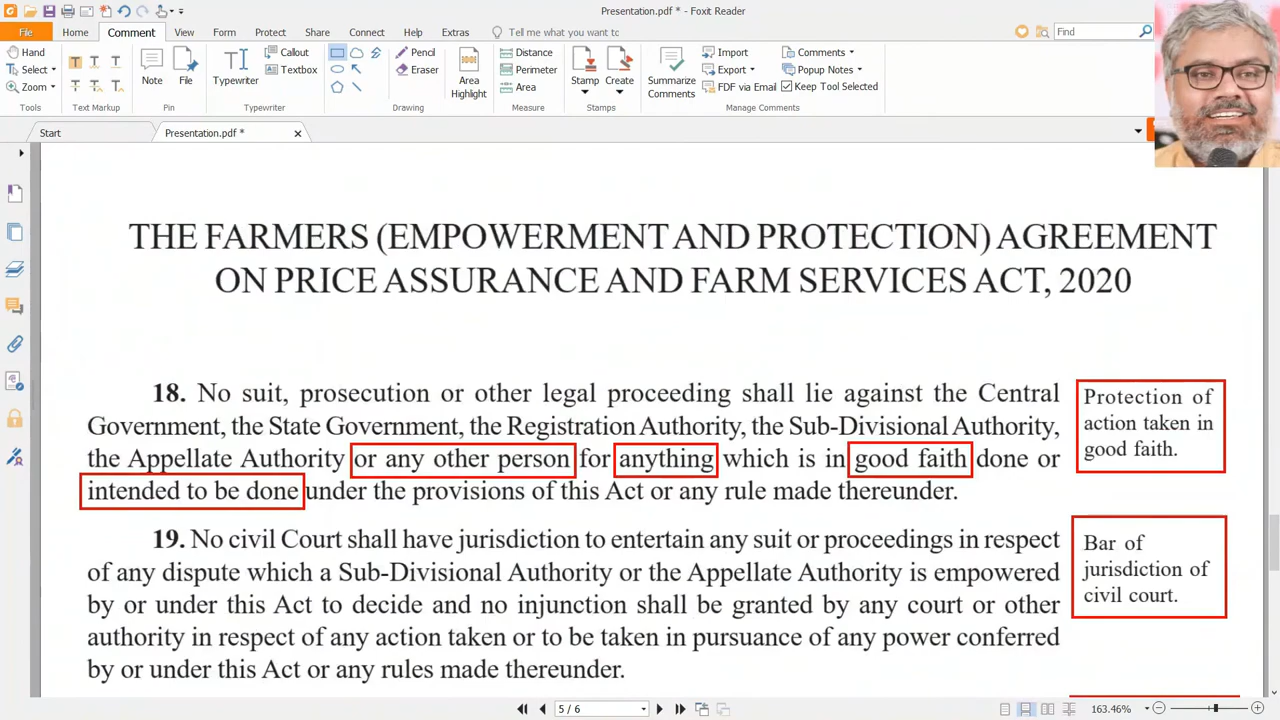 Presentation.pdf * - Foxit Reader
File Home Comment View Form Protect Share Connect Help Extras Tell me what you want tc Find
Hand
Select
Zoom
Tools
T T T
T T T
Text Markup
Note File
Pin
Typewriter
Callout
Textbox
Typewriter
Pencil
Eraser
Drawing
Area Highlight
Distance
Perimeter
Area
Measure
Stamp Create
Stamps
Summarize Comments
Import
Export
FDF via Email
Comments
Popup Notes
Keep Tool Selected
Manage Comments
Start Presentation.pdf *
THE FARMERS (EMPOWERMENT AND PROTECTION) AGREEMENT
ON PRICE ASSURANCE AND FARM SERVICES ACT, 2020
18. No suit, prosecution or other legal proceeding shall lie against the Central
Government, the State Government, the Registration Authority, the Sub-Divisional Authority,
the Appellate Authority or any other person for anything which is in good faith done or
intended to be done under the provisions of this Act or any rule made thereunder.
Protection of
action taken in
good faith.
19. No civil Court shall have jurisdiction to entertain any suit or proceedings in respect
of any dispute which a Sub-Divisional Authority or the Appellate Authority is empowered
by or under this Act to decide and no injunction shall be granted by any court or other
authority in respect of any action taken or to be taken in pursuance of any power conferred
by or under this Act or any rules made thereunder.
Bar of
jurisdiction of
civil court.
5 / 6
163.46%